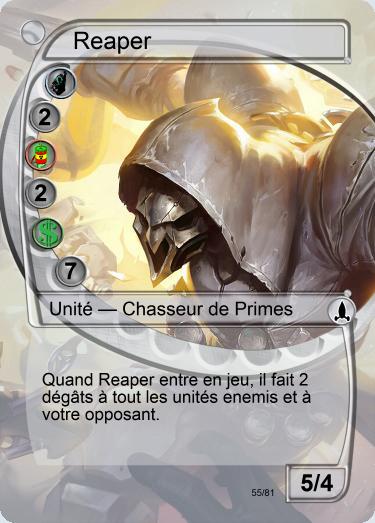 Reaper
2
2
$
7
Unité — Chasseur de Primes
Quand Reaper entre en jeu, il fait 2
dégâts à tout les unités enemis et à
votre opposant.
55/81
5/4